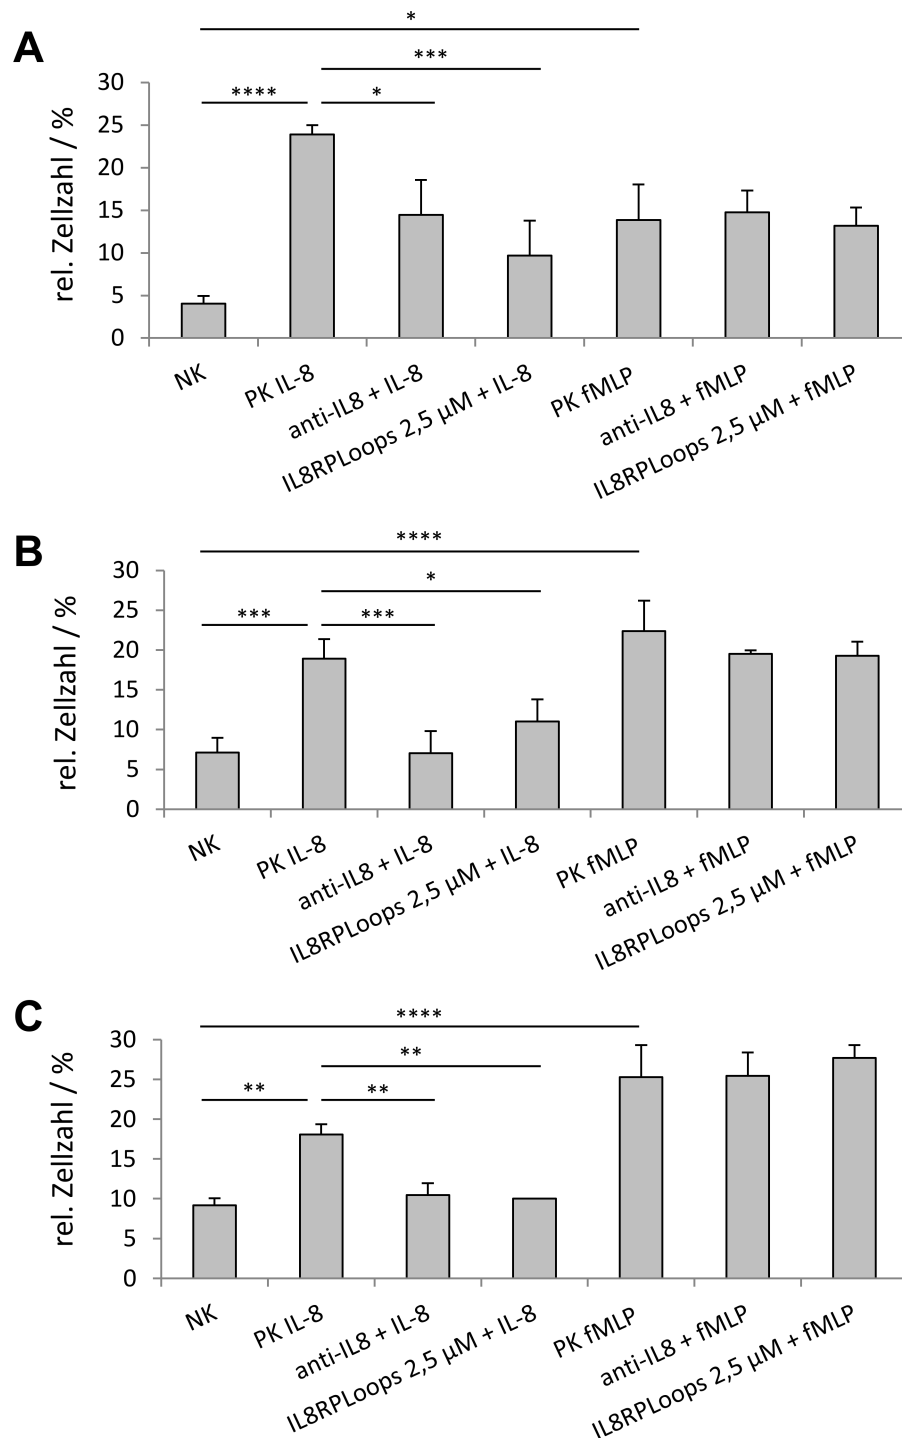 A
*
***
**** *
rel. Zellzahl / %
30
25
20
15
10
5
0
NK
PK IL-8
anti-IL8 + IL-8
IL8RPLoops 2,5 µM + IL-8
PK fMLP
anti-IL8 + fMLP
IL8RPLoops 2,5 µM + fMLP
B
****
*
*** ***
rel. Zellzahl / %
30
25
20
15
10
5
0
NK
PK IL-8
anti-IL8 + IL-8
IL8RPLoops 2,5 µM + IL-8
PK fMLP
anti-IL8 + fMLP
IL8RPLoops 2,5 µM + fMLP
C
****
**
** **
rel. Zellzahl / %
30
25
20
15
10
5
0
NK
PK IL-8
anti-IL8 + IL-8
IL8RPLoops 2,5 µM + IL-8
PK fMLP
anti-IL8 + fMLP
IL8RPLoops 2,5 µM + fMLP